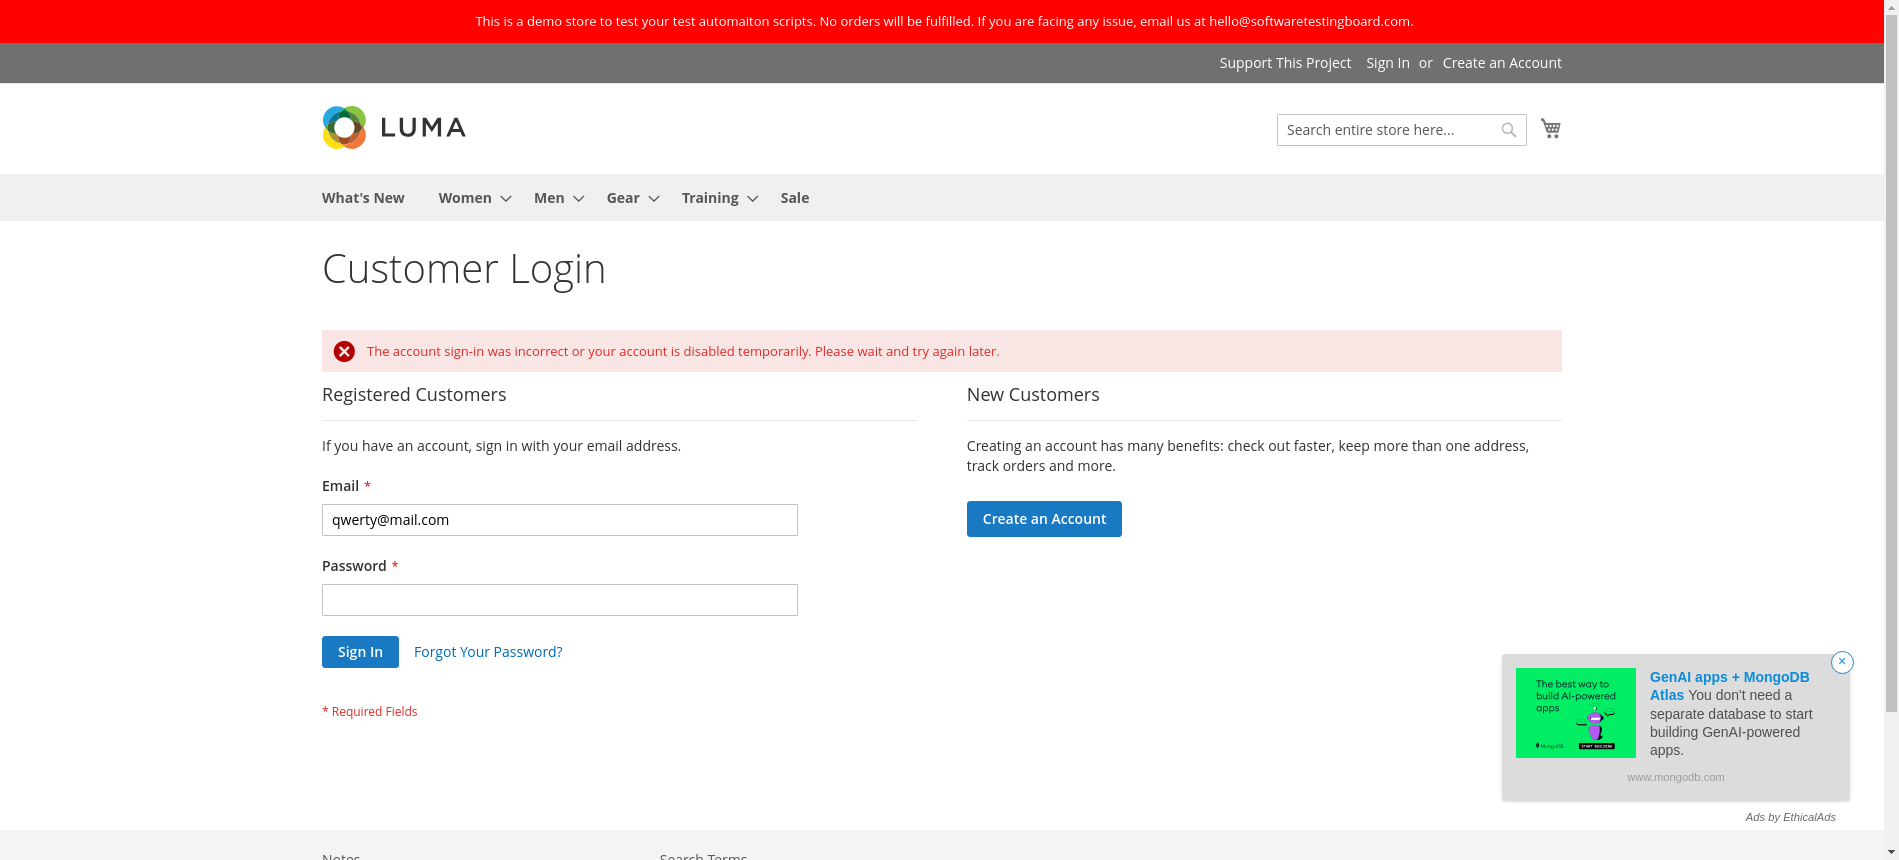 This is a demo store to test your test automaiton scripts. No orders will be fulfilled. If you are facing any issue, email us at hello@softwaretestingboard.com.
Support This Project Sign In or Create an Account
LUMA
Search entire store here...
What's New Women Men Gear Training Sale
Customer Login
The account sign-in was incorrect or your account is disabled temporarily. Please wait and try again later.
Registered Customers
If you have an account, sign in with your email address.
Email *
qwerty@mail.com
Password *
Sign In Forgot Your Password?
* Required Fields
New Customers
Creating an account has many benefits: check out faster, keep more than one address,
track orders and more.
Create an Account
The best way to
build AI-powered
apps
MongoDB
START BUILDING
GenAI apps + MongoDB
Atlas You don't need a
separate database to start
building GenAI-powered
apps.
www.mongodb.com
Ads by EthicalAds
Notes Search Terms